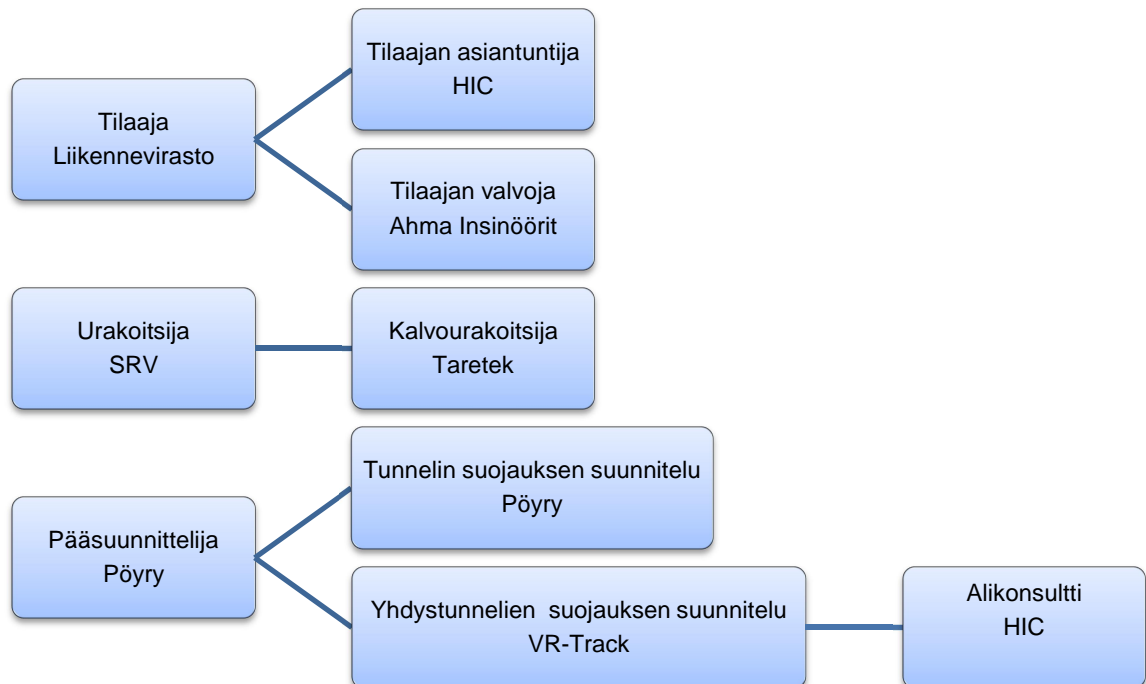 Tilaajan asiantuntija
HIC
Tilaaja
Liikennevirasto
Tilaajan valvoja
Ahma Insinöörit
Urakoitsija
SRV
Kalvourakoitsija
Taretek
Tunnelin suojauksen suunnitelu
Pöyry
Pääsuunnittelija
Pöyry
Yhdystunnelien suojauksen suunnitelu
VR-Track
Alikonsultti
HIC